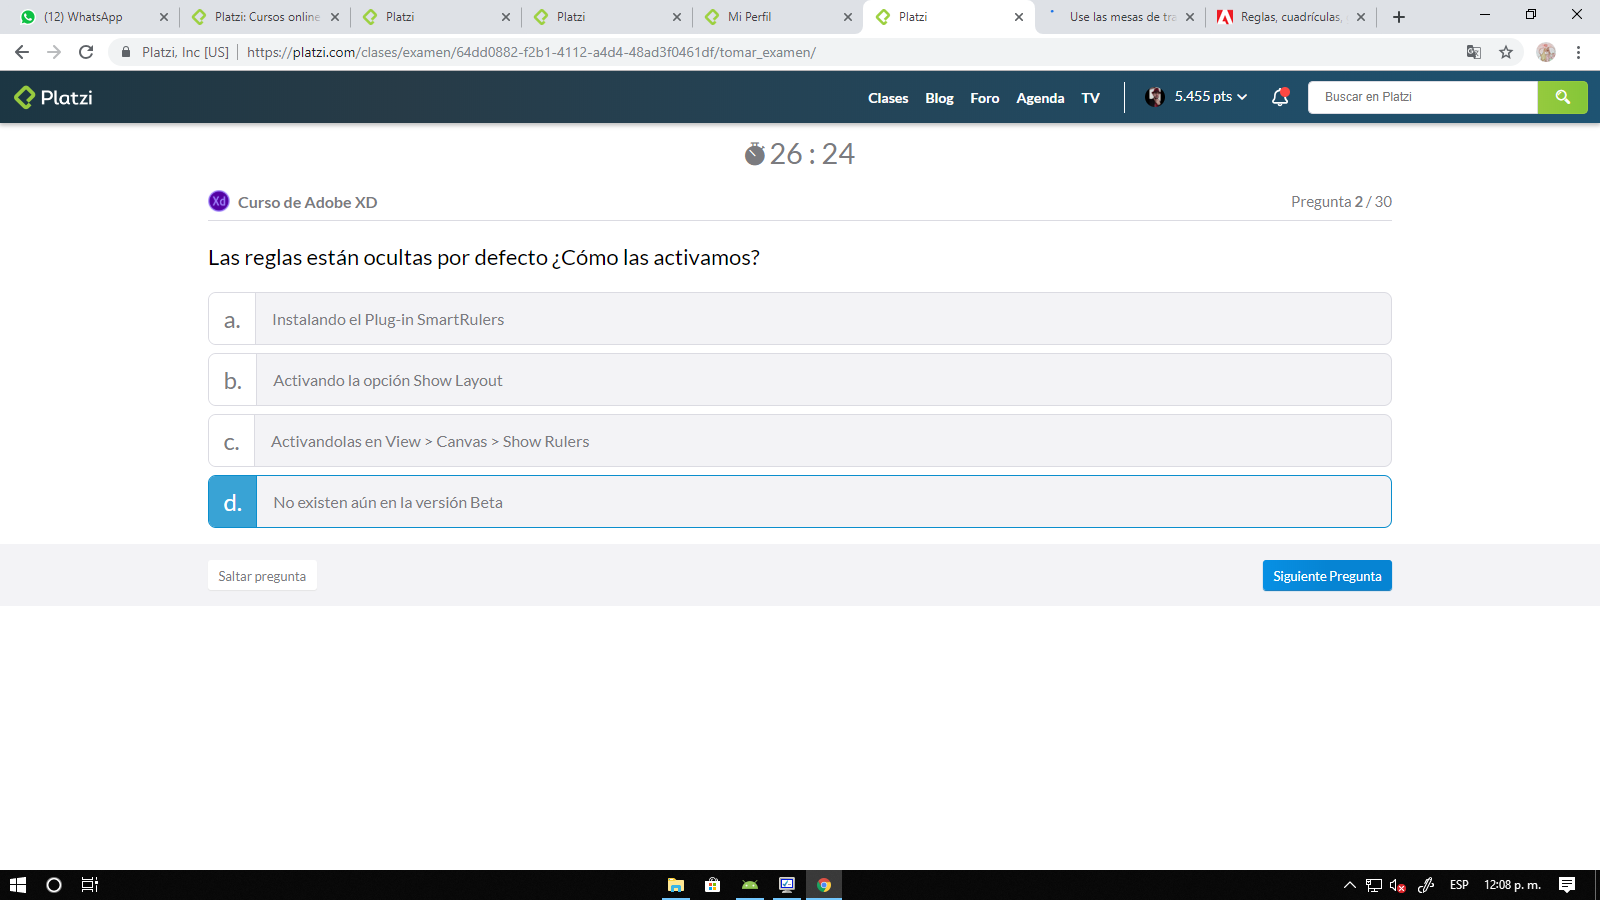 (12) WhatsApp
Platzi: Cursos online
Platzi
Platzi
Mi Perfil
Platzi
Use las mesas de tra
Reglas, cuadrículas,
Platzi, Inc [US]
https://platzi.com/clases/examen/64dd0882-f2b1-4112-a4d4-48ad3f0461df/tomar_examen/
Platzi
Clases
Blog
Foro
Agenda
TV
5.455 pts
Buscar en Platzi
26 : 24
Xd
Curso de Adobe XD
Pregunta 2 / 30
Las reglas están ocultas por defecto ¿Cómo las activamos?
a. Instalando el Plug-in SmartRulers
b. Activando la opción Show Layout
c. Activandolas en View > Canvas > Show Rulers
d. No existen aún en la versión Beta
Saltar pregunta
Siguiente Pregunta
ESP
12:08 p. m.